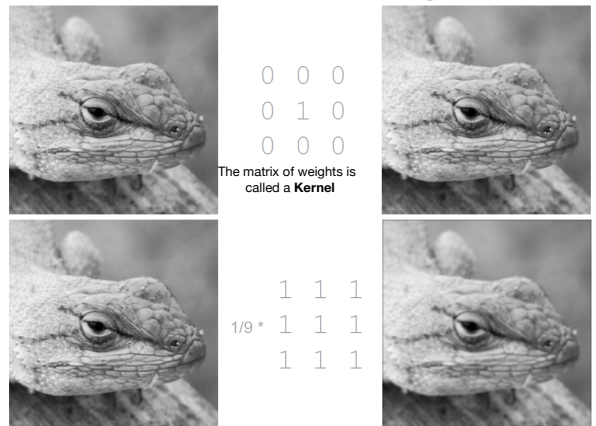 0 0 0
0 1 0
0 0 0
The matrix of weights is
called a Kernel
1 1 1
1/9 * 1 1 1
1 1 1